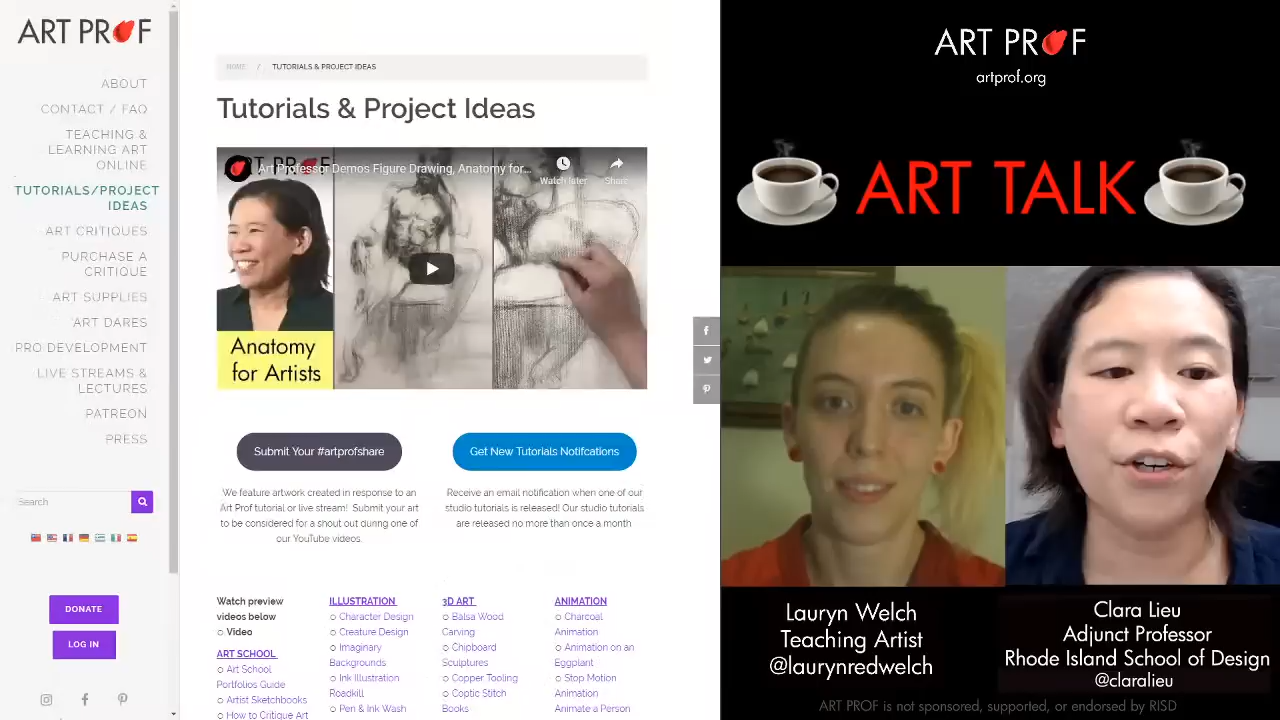 ART PROF
ABOUT
CONTACT / FAQ
TEACHING &
LEARNING ART
ONLINE
TUTORIALS/PROJECT
IDEAS
ART CRITIQUES
PURCHASE A
CRITIQUE
ART SUPPLIES
ART DARES
PRO DEVELOPMENT
LIVE STREAMS &
LECTURES
PATREON
PRESS
Search
DONATE
LOG IN
HOME / TUTORIALS & PROJECT IDEAS
Tutorials & Project Ideas
ART PROF
Art Professor Demos Figure Drawing, Anatomy for...
Watch later
Share
Anatomy
for Artists
Submit Your #artprofshare
We feature artwork created in response to an
Art Prof tutorial or live stream! Submit your art
to be considered for a shout out during one of
our YouTube videos.
Get New Tutorials Notifcations
Receive an email notification when one of our
studio tutorials is released! Our studio tutorials
are released no more than once a month
Watch preview
videos below
○ Video
ART SCHOOL
○ Art School
Portfolios Guide
○ Artist Sketchbooks
○ How to Critique Art
ILLUSTRATION
○ Character Design
○ Creature Design
○ Imaginary
Backgrounds
○ Ink Illustration
Roadkill
○ Pen & Ink Wash
3D ART
○ Balsa Wood
Carving
○ Chipboard
Sculptures
○ Copper Tooling
○ Coptic Stitch
Books
ANIMATION
○ Charcoal
Animation
○ Animation on an
Eggplant
○ Stop Motion
Animation
Animate a Person
ART PROF
artprof.org
ART TALK
Lauryn Welch
Teaching Artist
@laurynredwelch
Clara Lieu
Adjunct Professor
Rhode Island School of Design
@claralieu
ART PROF is not sponsored, supported, or endorsed by RISD